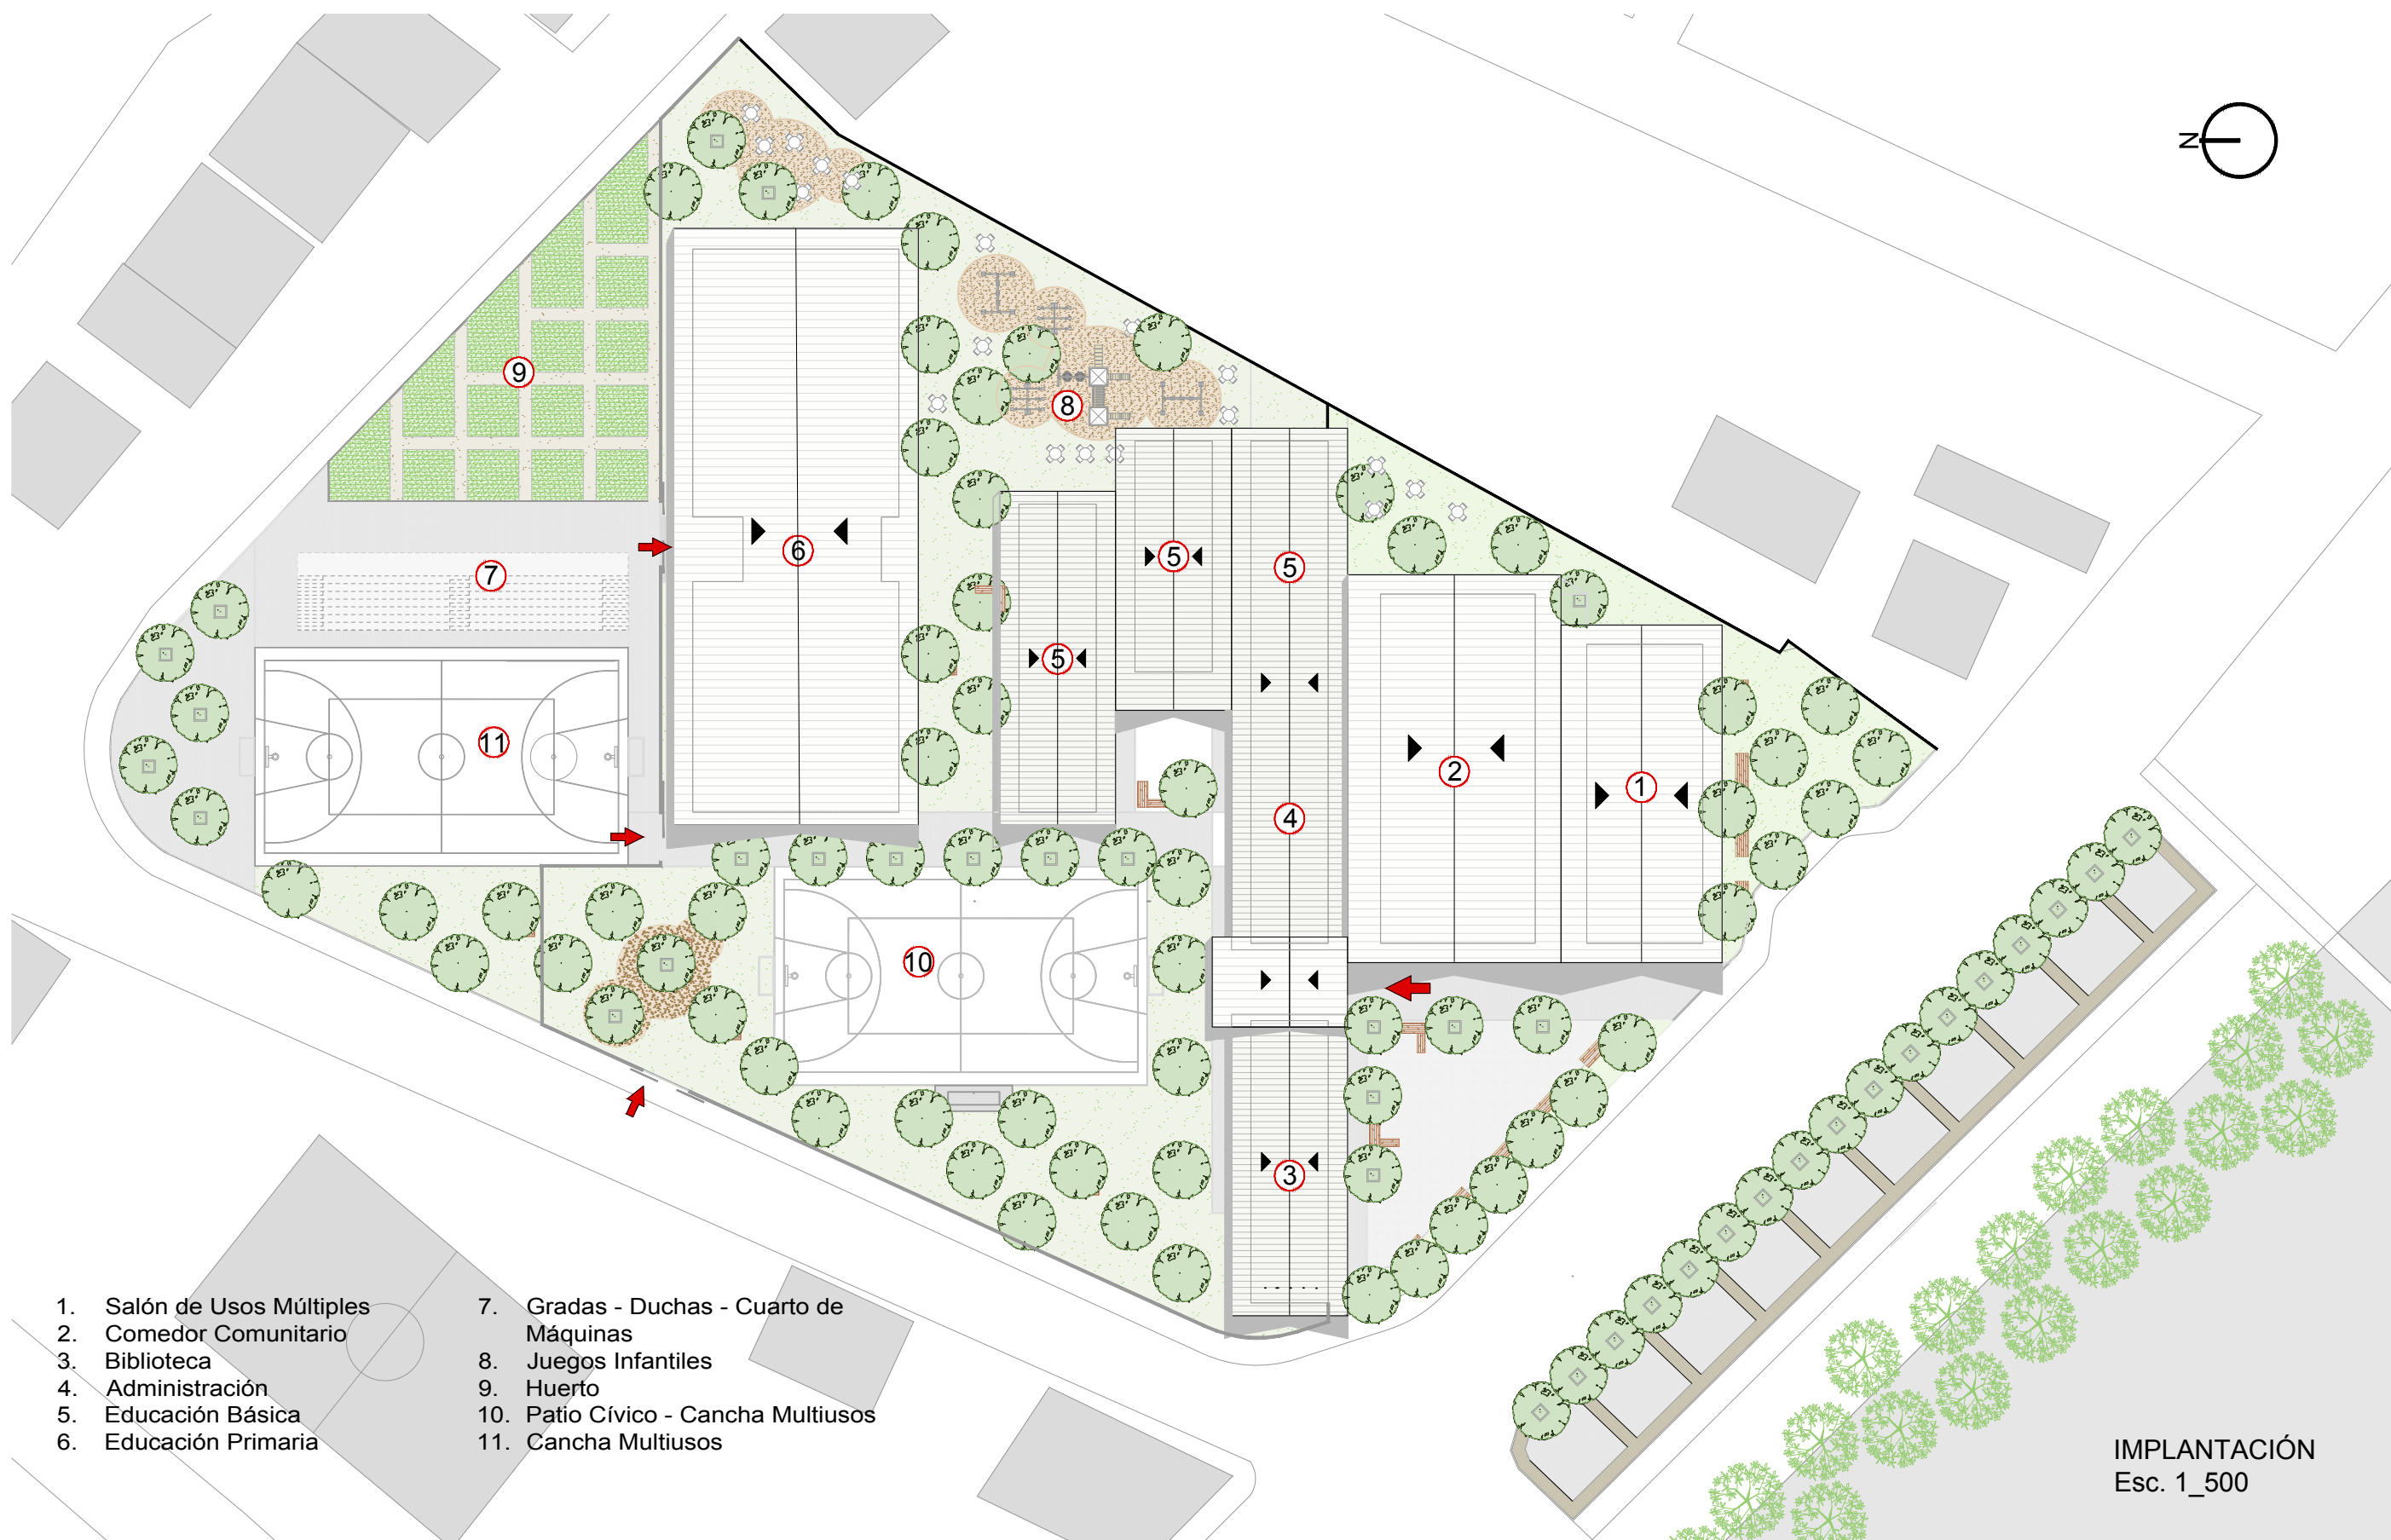 N
9
8
6
5
5
5
7
11
2
1
4
10
3
1. Salón de Usos Múltiples
2. Comedor Comunitario
3. Biblioteca
4. Administración
5. Educación Básica
6. Educación Primaria
7. Gradas - Duchas - Cuarto de
Máquinas
8. Juegos Infantiles
9. Huerto
10. Patio Cívico - Cancha Multiusos
11. Cancha Multiusos
IMPLANTACIÓN
Esc. 1_500